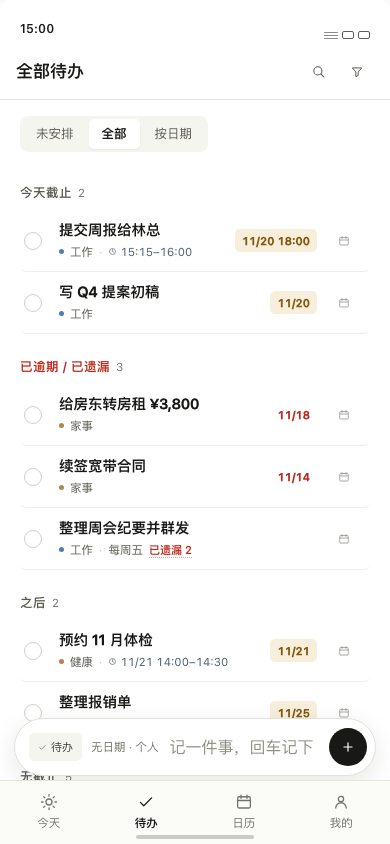 15:00
全部待办
未安排 全部 按日期
今天截止 2
提交周报给林总
工作 · 15:15–16:00
11/20 18:00
写 Q4 提案初稿
工作
11/20
已逾期 / 已遗漏 3
给房东转房租 ¥3,800
家事
11/18
续签宽带合同
家事
11/14
整理周会纪要并群发
工作 · 每周五 已遗漏 2
之后 2
预约 11 月体检
健康 · 11/21 14:00–14:30
11/21
整理报销单
11/25
待办 无日期 · 个人 记一件事，回车记下
今天 待办 日历 我的